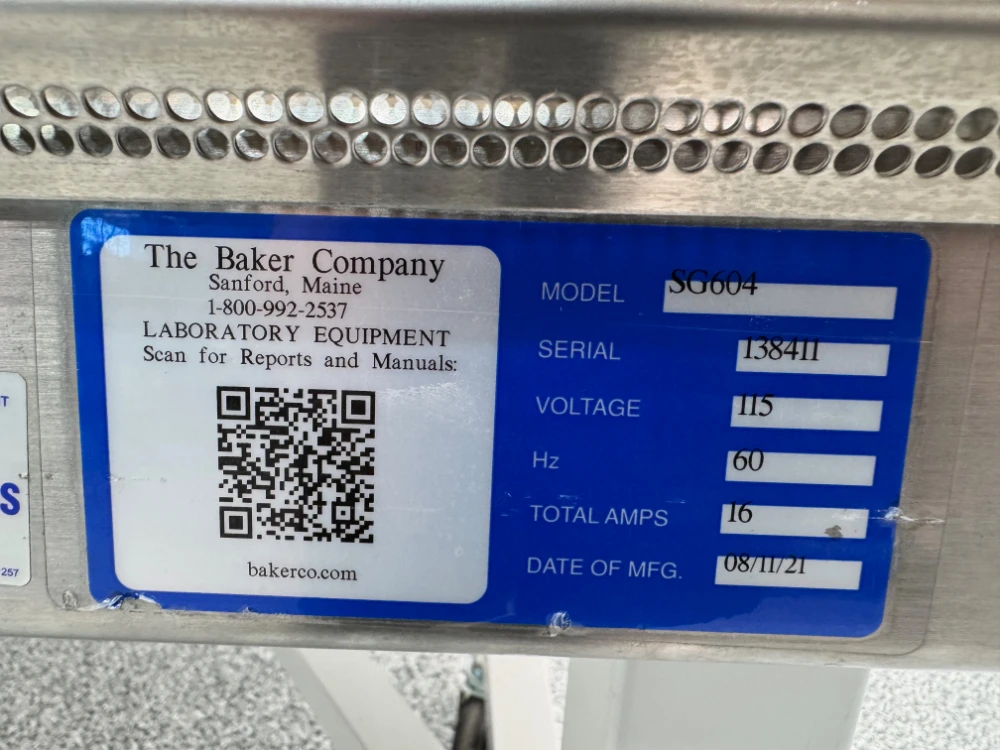 The Baker Company
Sanford, Maine
1-800-992-2537
LABORATORY EQUIPMENT
Scan for Reports and Manuals:
bakerco.com
MODEL SG604
SERIAL 138411
VOLTAGE 115
Hz 60
TOTAL AMPS 16
DATE OF MFG. 08/11/21
T
S
257